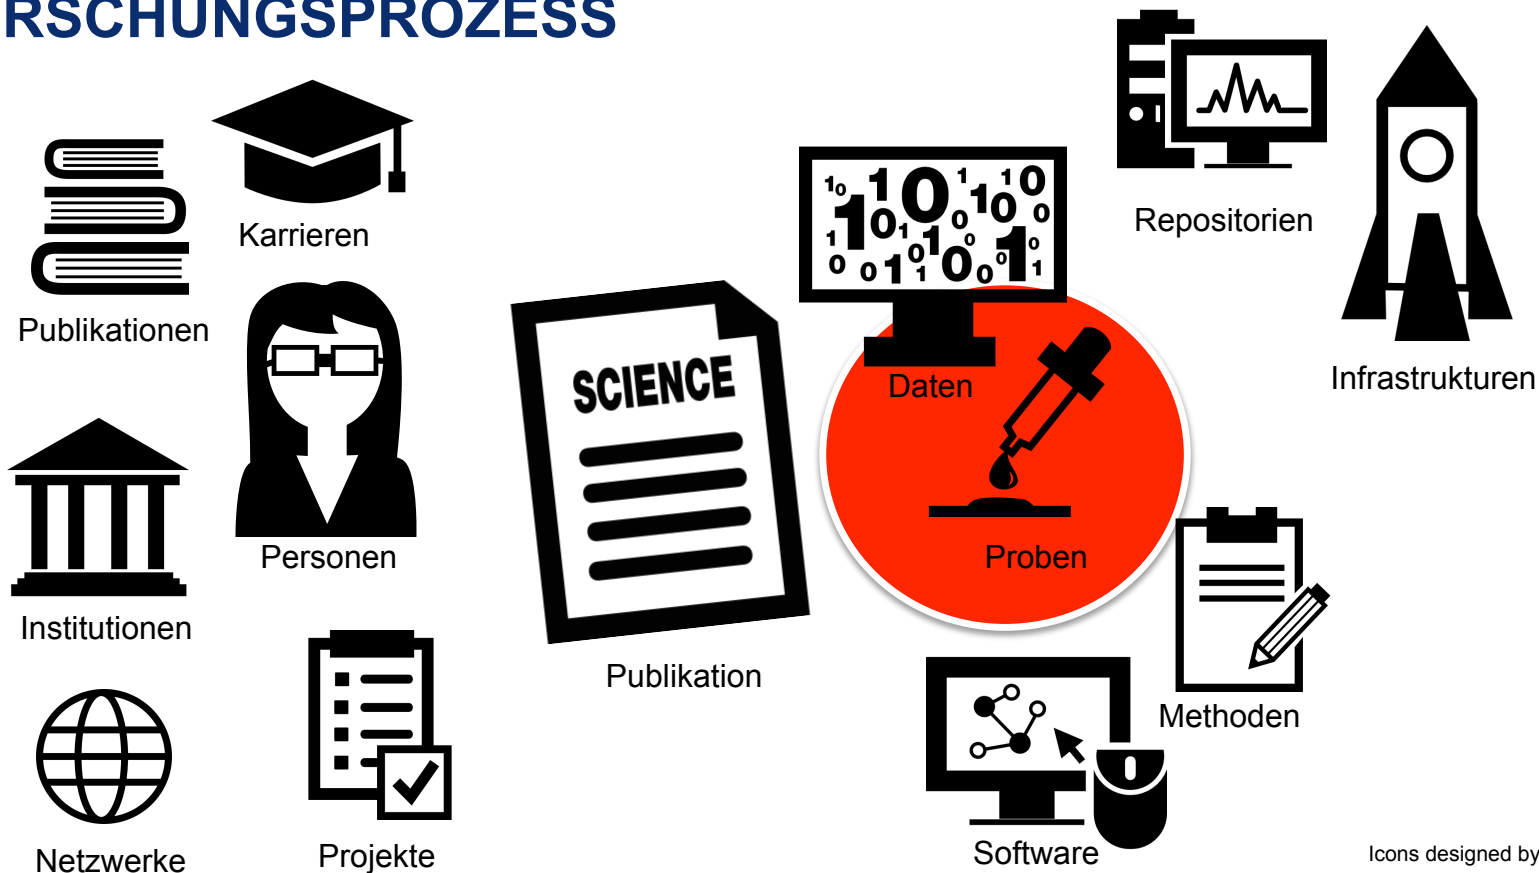 RSCHUNGSPROZESS
Karrieren
Publikationen
Personen
Institutionen
Netzwerke
Projekte
SCIENCE
Publikation
Daten
Proben
Repositorien
Infrastrukturen
Methoden
Software
Icons designed by